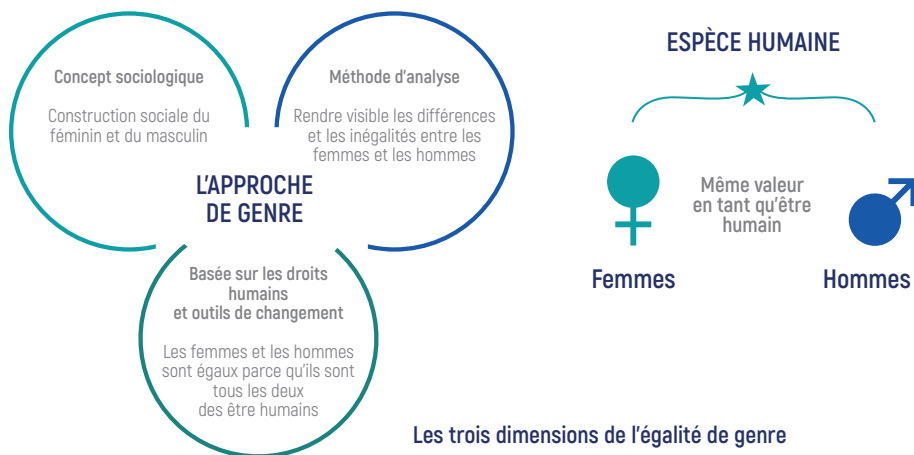 Concept sociologique
Construction sociale du
féminin et du masculin
Méthode d'analyse
Rendre visible les différences
et les inégalités entre les
femmes et les hommes
L'APPROCHE
DE GENRE
Basée sur les droits
humains
et outils de changement
Les femmes et les hommes
sont égaux parce qu'ils sont
tous les deux
des être humains
ESPÈCE HUMAINE
Même valeur
en tant qu'être
humain
Femmes
Hommes
Les trois dimensions de l'égalité de genre